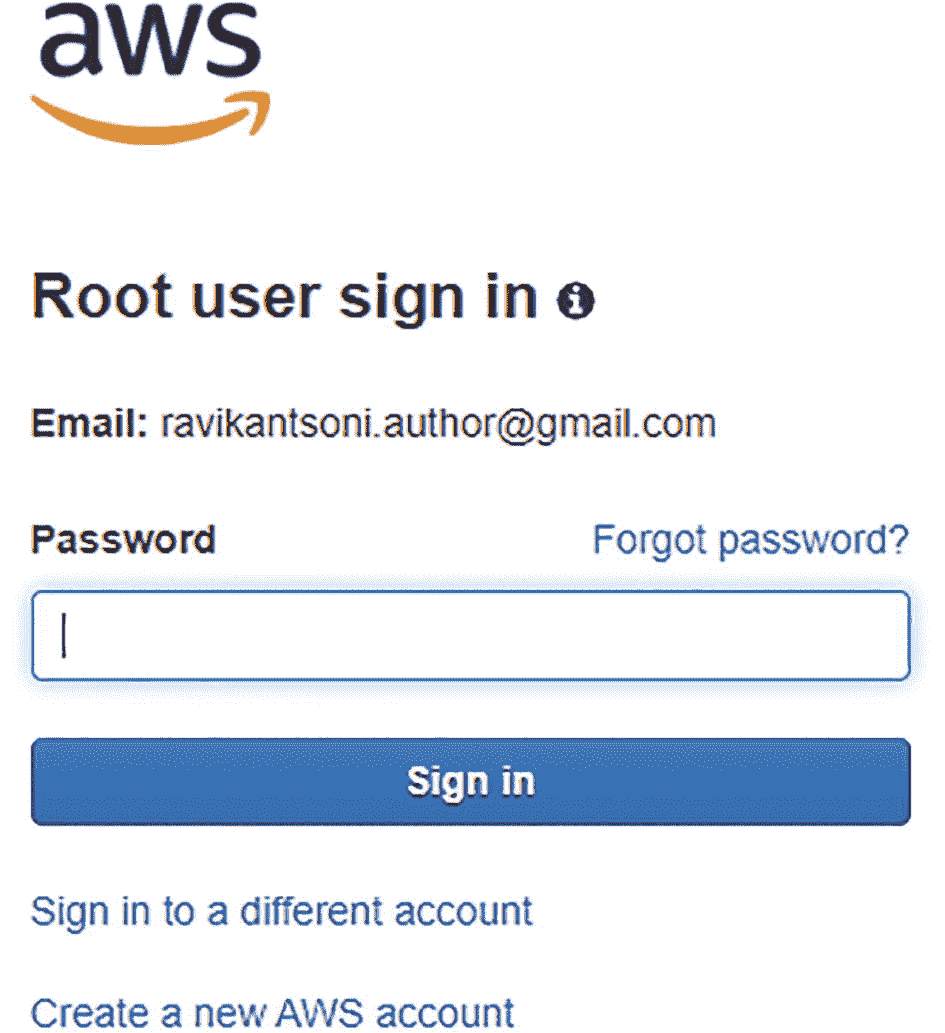 aws
Root user sign in
Email: ravikantsoni.author@gmail.com
Password Forgot password?
Sign in
Sign in to a different account
Create a new AWS account